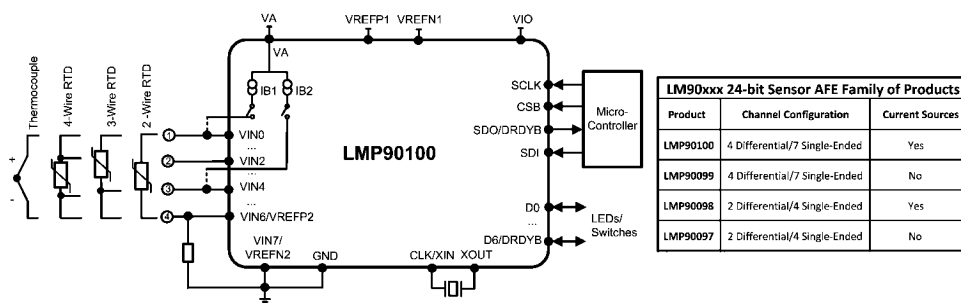 VA
VREFP1 VREFN1
VIO
VA
IB1 IB2
Thermocouple
4-Wire RTD
3-Wire RTD
2 -Wire RTD
+
-
1
2
3
4
VIN0
...
VIN2
...
VIN4
...
VIN6/VREFP2
VIN7/
VREFN2
GND
CLK/XIN XOUT
LMP90100
SCLK
CSB
SDO/DRDYB
SDI
D0
...
D6/DRDYB
Micro-
Controller
LEDs/
Switches
LM90xxx 24-bit Sensor AFE Family of Products
Product Channel Configuration Current Sources
LMP90100 4 Differential/7 Single-Ended Yes
LMP90099 4 Differential/7 Single-Ended No
LMP90098 2 Differential/4 Single-Ended Yes
LMP90097 2 Differential/4 Single-Ended No